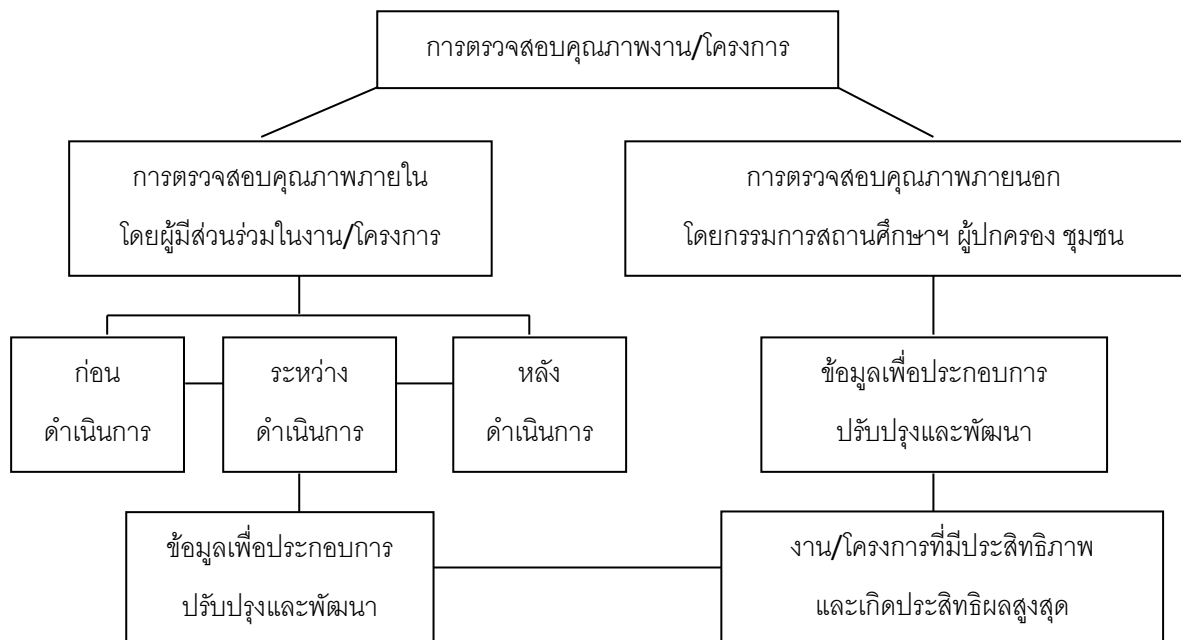 การตรวจสอบคุณภาพงาน/โครงการ
การตรวจสอบคุณภาพภายใน
โดยผู้มีส่วนร่วมในงาน/โครงการ
การตรวจสอบคุณภาพภายนอก
โดยกรรมการสถานศึกษาฯ ผู้ปกครอง ชุมชน
ก่อน
ดำเนินการ
ระหว่าง
ดำเนินการ
หลัง
ดำเนินการ
ข้อมูลเพื่อประกอบการ
ปรับปรุงและพัฒนา
ข้อมูลเพื่อประกอบการ
ปรับปรุงและพัฒนา
งาน/โครงการที่มีประสิทธิภาพ
และเกิดประสิทธิผลสูงสุด